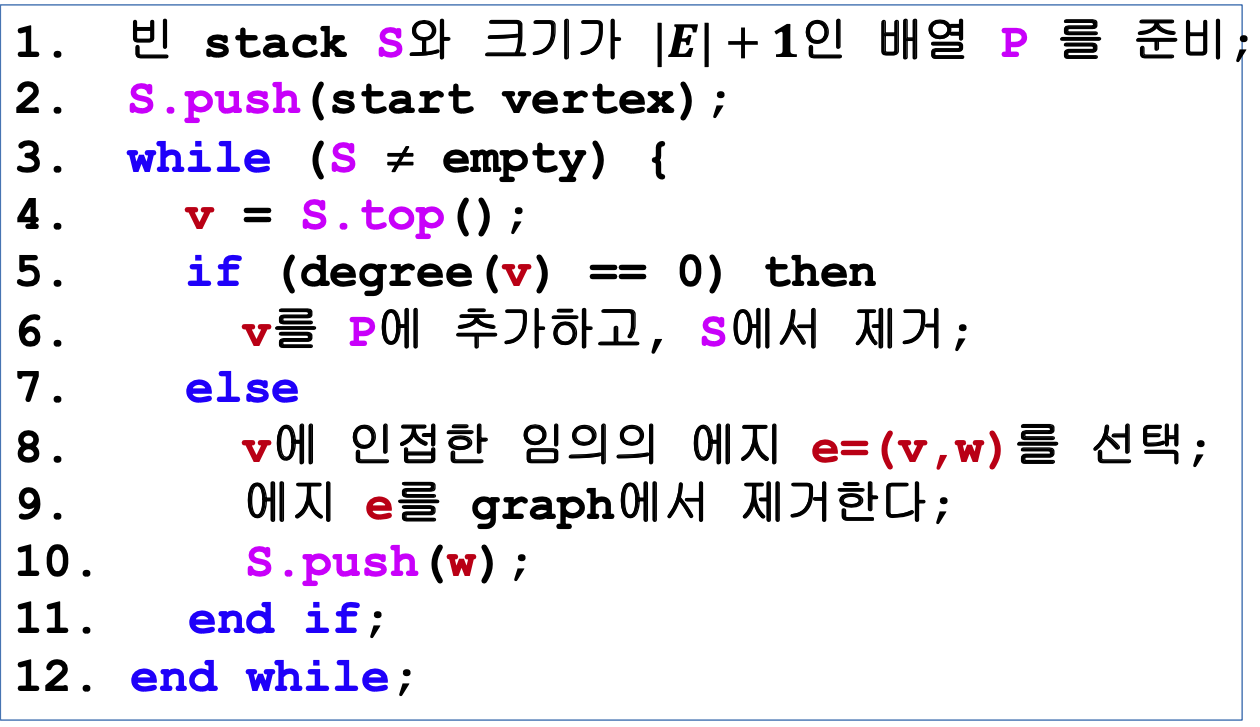 1. 빈 stack S와 크기가 |E| + 1인 배열 P 를 준비;
2. S.push(start vertex);
3. while (S ≠ empty) {
4. v = S.top();
5. if (degree(v) == 0) then
6. v를 P에 추가하고, S에서 제거;
7. else
8. v에 인접한 임의의 에지 e=(v,w)를 선택;
9. 에지 e를 graph에서 제거한다;
10. S.push(w);
11. end if;
12. end while;